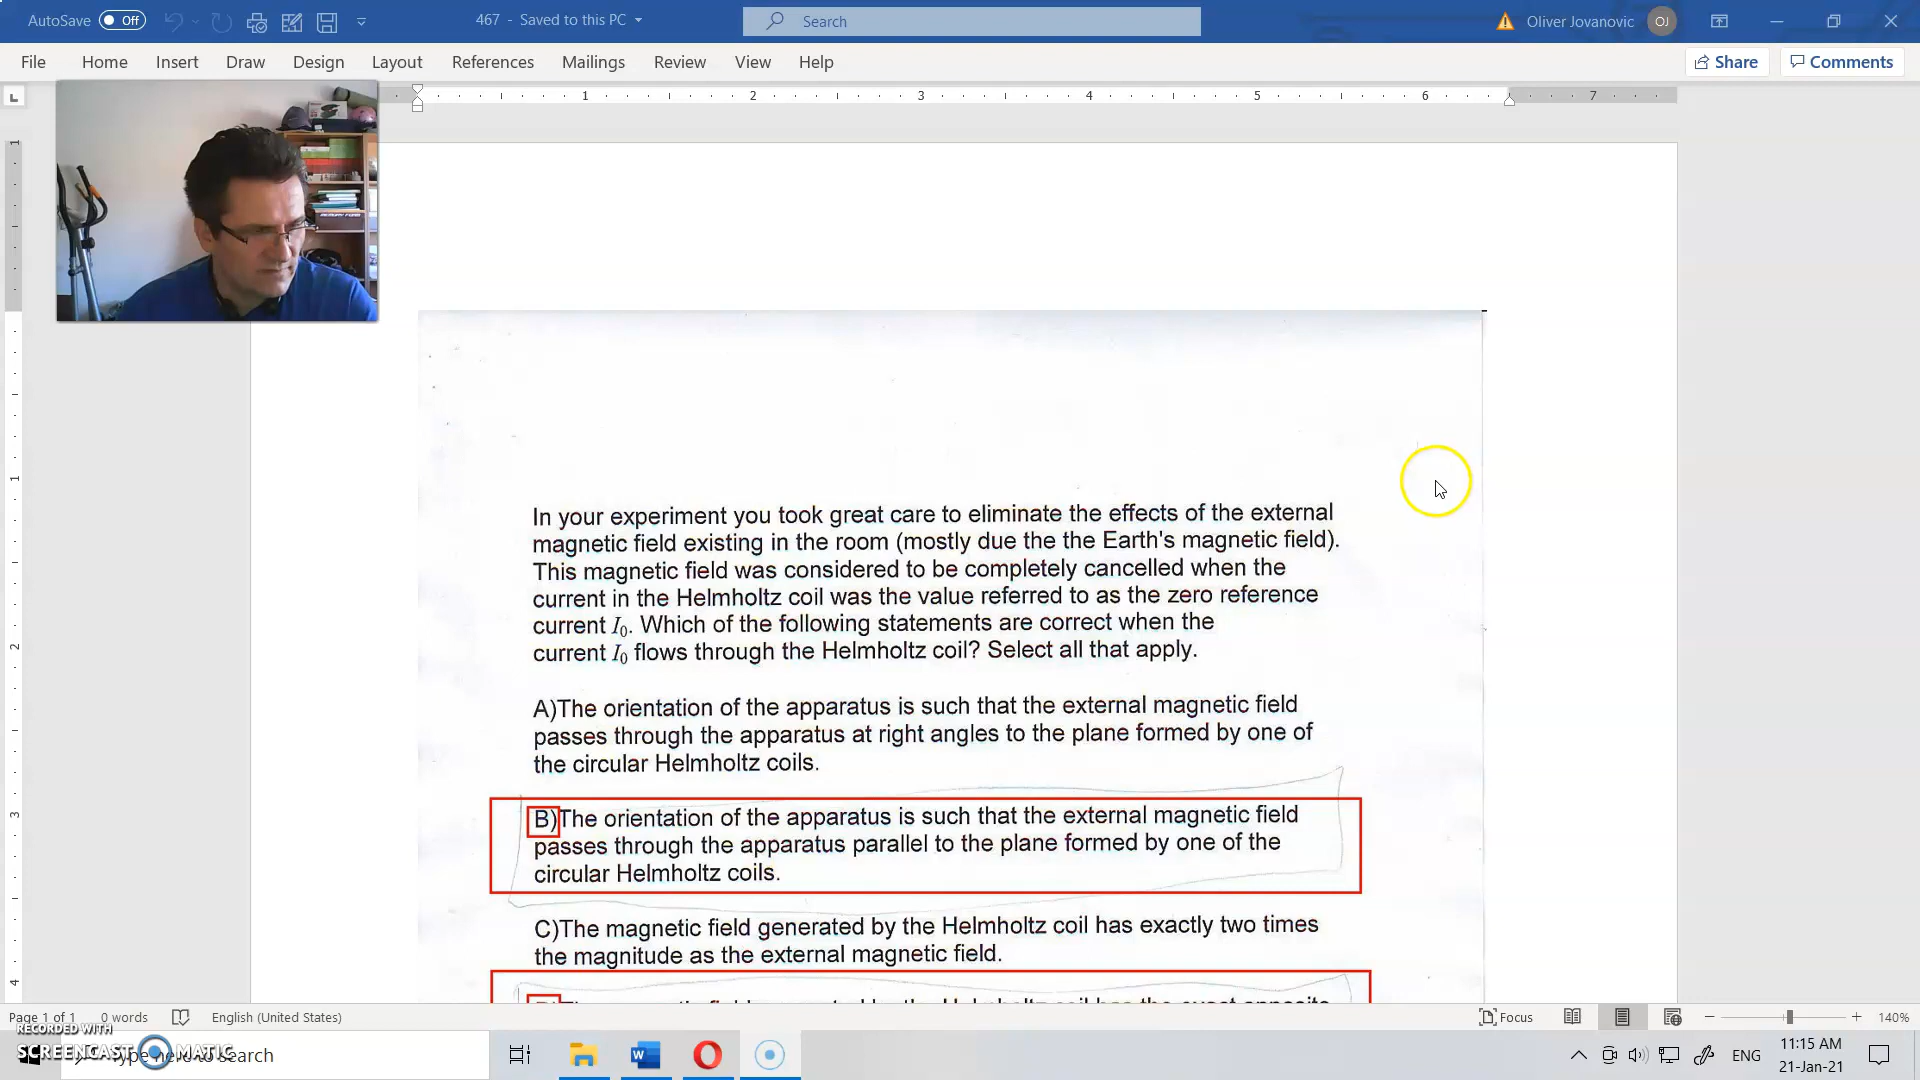 AutoSave Off 467 - Saved to this PC Search Oliver Jovanovic OJ
File Home Insert Draw Design Layout References Mailings Review View Help Share Comments
1 2 3 4 5 6 7
In your experiment you took great care to eliminate the effects of the external
magnetic field existing in the room (mostly due the the Earth's magnetic field).
This magnetic field was considered to be completely cancelled when the
current in the Helmholtz coil was the value referred to as the zero reference
current I0. Which of the following statements are correct when the
current I0 flows through the Helmholtz coil? Select all that apply.
A)The orientation of the apparatus is such that the external magnetic field
passes through the apparatus at right angles to the plane formed by one of
the circular Helmholtz coils.
B)The orientation of the apparatus is such that the external magnetic field
passes through the apparatus parallel to the plane formed by one of the
circular Helmholtz coils.
C)The magnetic field generated by the Helmholtz coil has exactly two times
the magnitude as the external magnetic field.
Page 1 of 1 0 words English (United States) Focus 140%
RECORDED WITH
SCREENCAST MATIC
Type here to search
ENG
11:15 AM
21-Jan-21